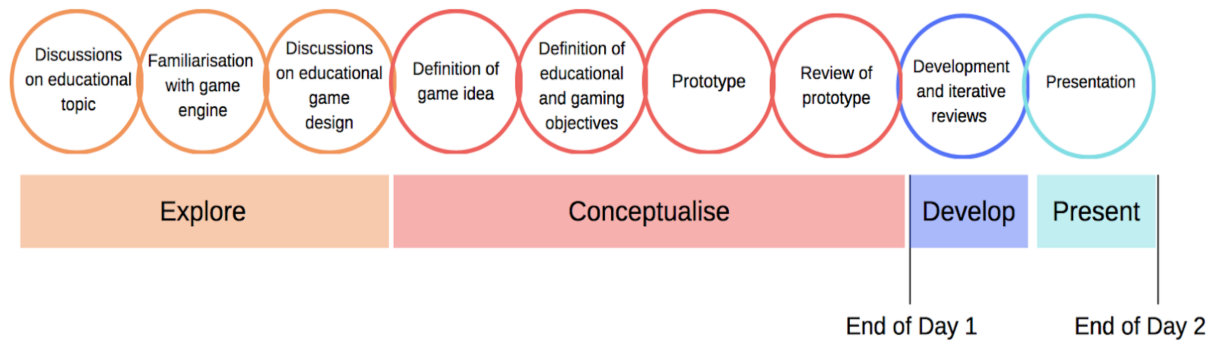 Discussions
on educational
topic
Familiarisation
with game
engine
Discussions
on educational
game
design
Definition of
game idea
Definition of
educational
and gaming
objectives
Prototype
Review of
prototype
Development
and iterative
reviews
Presentation
Explore
Conceptualise
Develop
Present
End of Day 1
End of Day 2